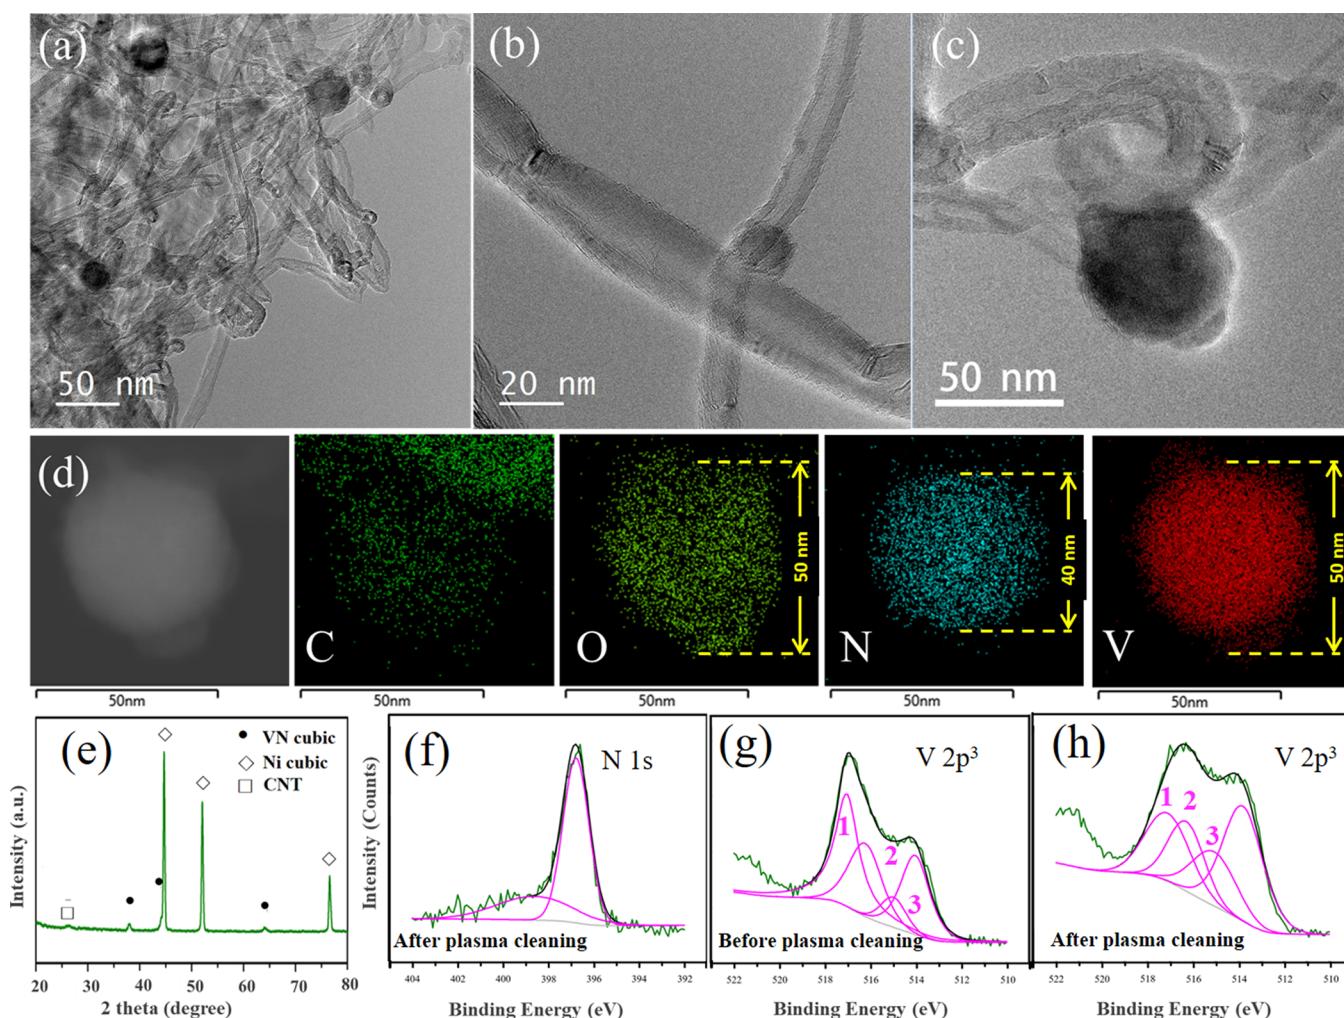 (a)
50 nm
(b)
20 nm
(c)
50 nm
(d)
50nm
C
50nm
O
50 nm
50nm
N
40 nm
50nm
V
50 nm
50nm
(e)
VN cubic
Ni cubic
CNT
Intensity (a.u.)
20 30 40 50 60 70 80
2 theta (degree)
(f)
N 1s
Intensity (Counts)
After plasma cleaning
404 402 400 398 396 395 394 392
Binding Energy (eV)
(g)
V 2p³
1
2
3
Before plasma cleaning
522 520 518 516 514 512 510
Binding Energy (eV)
(h)
V 2p³
1
2
3
After plasma cleaning
522 520 518 516 514 512 510
Binding Energy (eV)